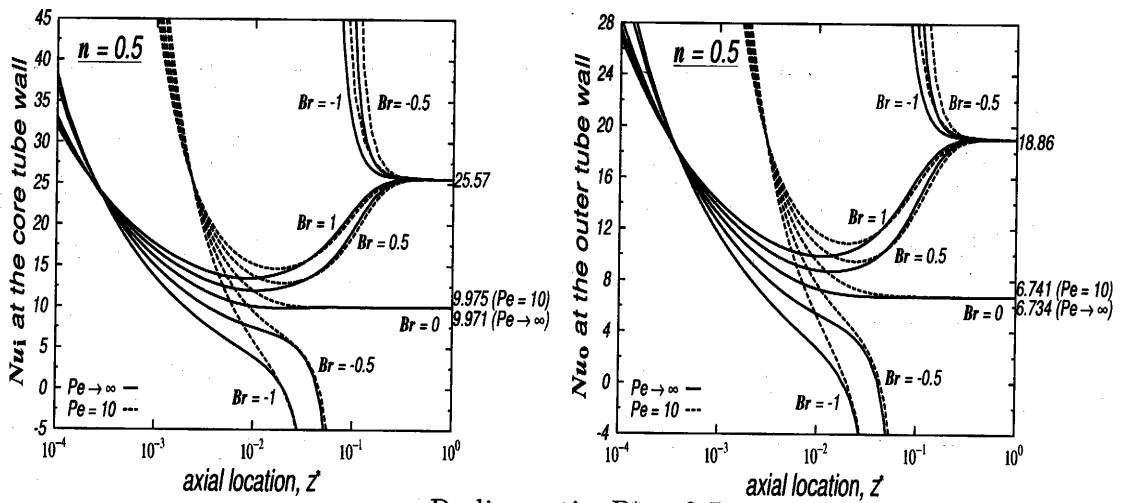 45
40
35
30
25
20
15
10
5
0
-5
Nui at the core tube wall
n = 0.5
Br = -1
Br= -0.5
25.57
Br = 1
Br = 0.5
9.975 (Pe = 10)
9.971 (Pe→∞)
Br = 0
Br = -0.5
Br = -1
Pe→∞
Pe = 10
10⁻⁴
10⁻³
10⁻²
10⁻¹
10⁰
axial location, z*
28
24
20
16
12
8
4
0
-4
Nuo at the outer tube wall
n = 0.5
Br = -1
Br= -0.5
18.86
Br = 1
Br = 0.5
6.741 (Pe = 10)
6.734 (Pe→∞)
Br = 0
Br = -0.5
Br = -1
Pe→∞
Pe = 10
10⁻⁴
10⁻³
10⁻²
10⁻¹
10⁰
axial location, z*